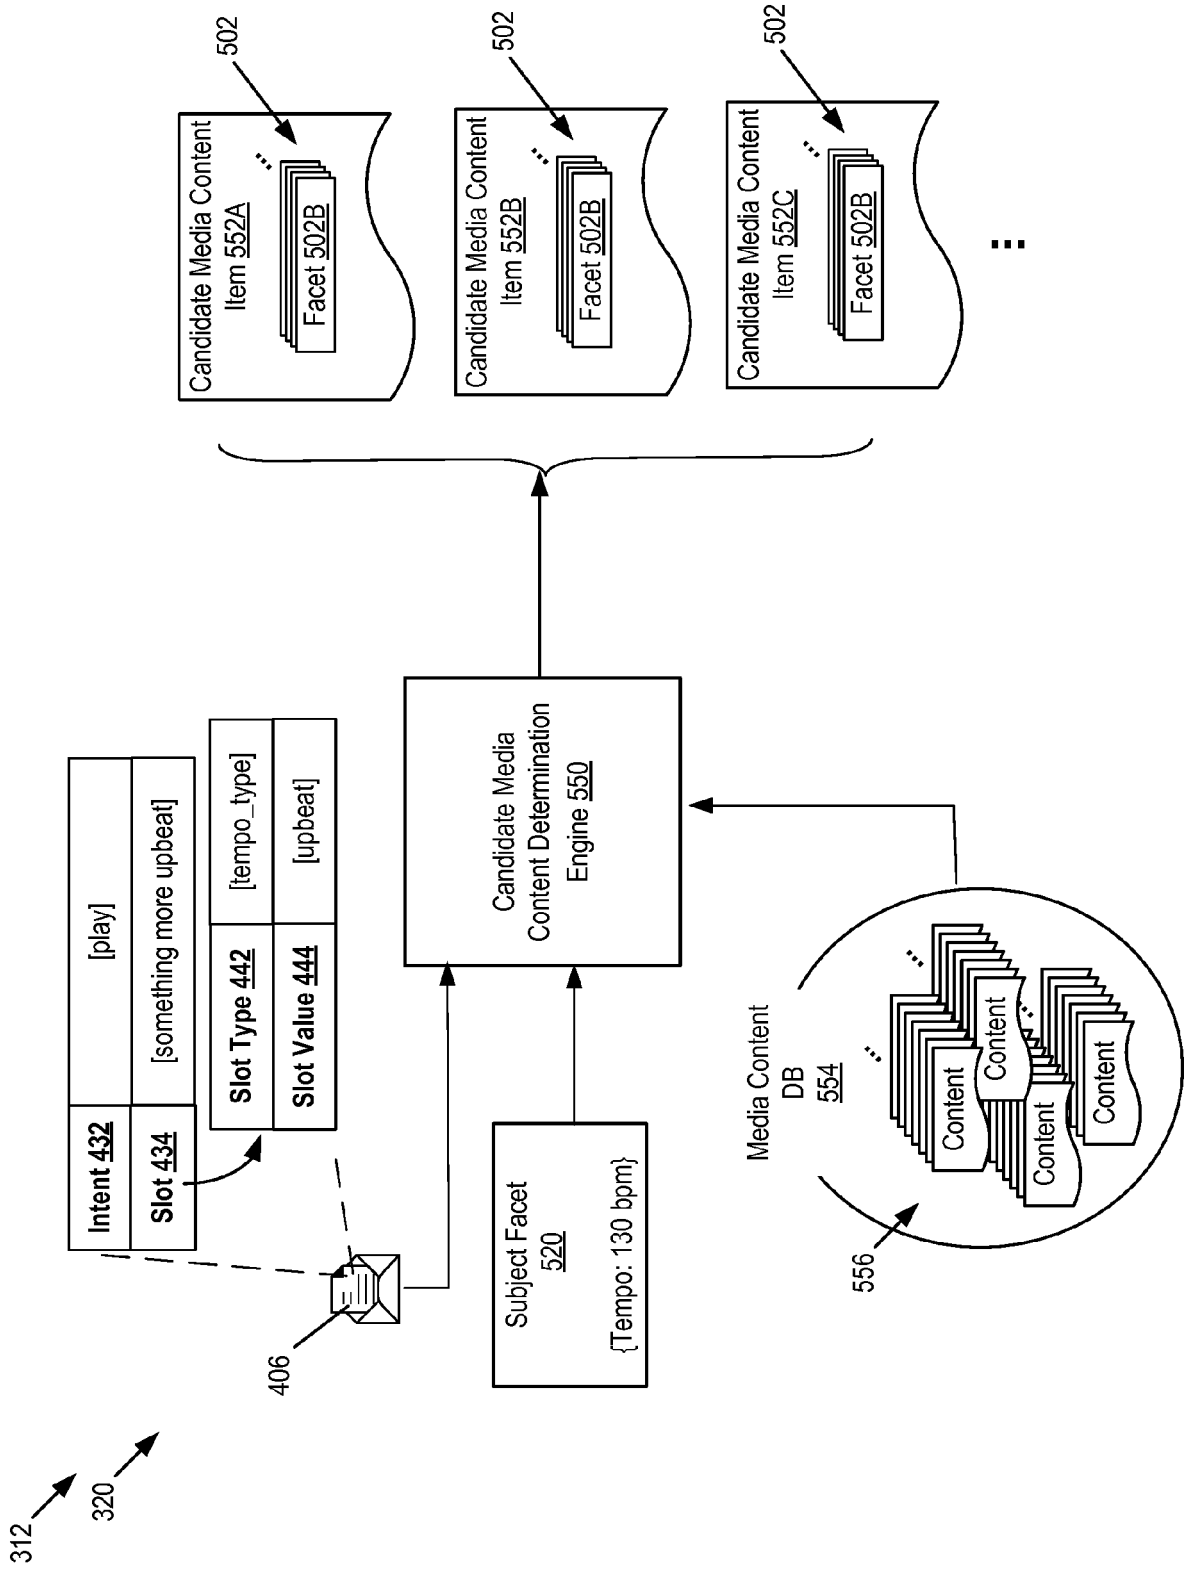 312
320
Intent 432
[play]
Slot 434
[something more upbeat]
Slot Type 442
[tempo_type]
Slot Value 444
[upbeat]
406
Subject Facet
520
{Tempo: 130 bpm}
Media Content
DB
554
Content
Content
Content
Content
556
Candidate Media
Content Determination
Engine 550
Candidate Media Content
Item 552A
Facet 502B
502
Candidate Media Content
Item 552B
Facet 502B
502
Candidate Media Content
Item 552C
Facet 502B
502